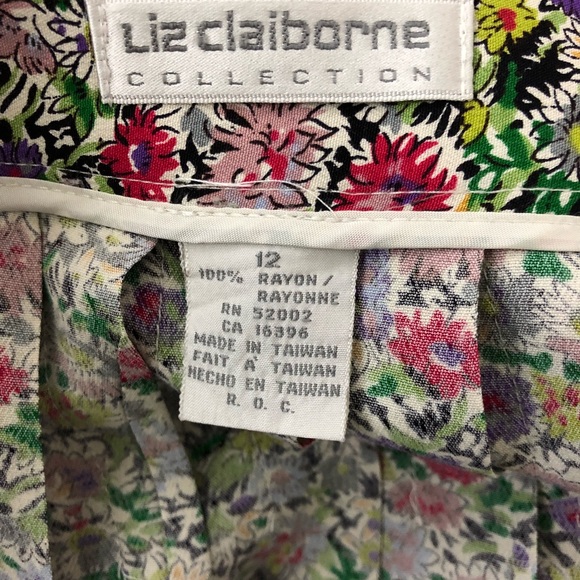 Liz claiborne
COLLECTION
12
100% RAYON /
RAYONNE
RN 52002
CA 16396
MADE IN TAIWAN
FAIT À TAIWAN
HECHO EN TAIWAN
R. O. C.